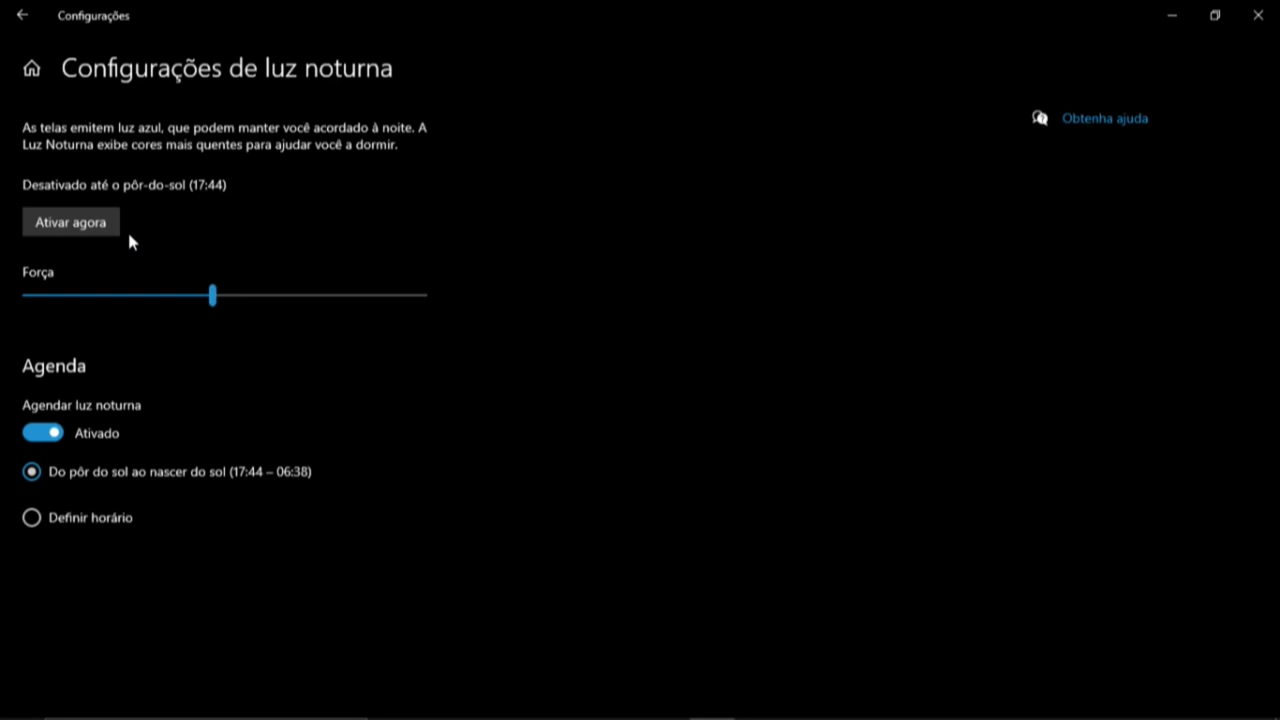 Configurações
Configurações de luz noturna
As telas emitem luz azul, que podem manter você acordado à noite. A
Luz Noturna exibe cores mais quentes para ajudar você a dormir.
Obtenha ajuda
Desativado até o pôr-do-sol (17:44)
Ativar agora
Força
Agenda
Agendar luz noturna
Ativado
Do pôr do sol ao nascer do sol (17:44 – 06:38)
Definir horário